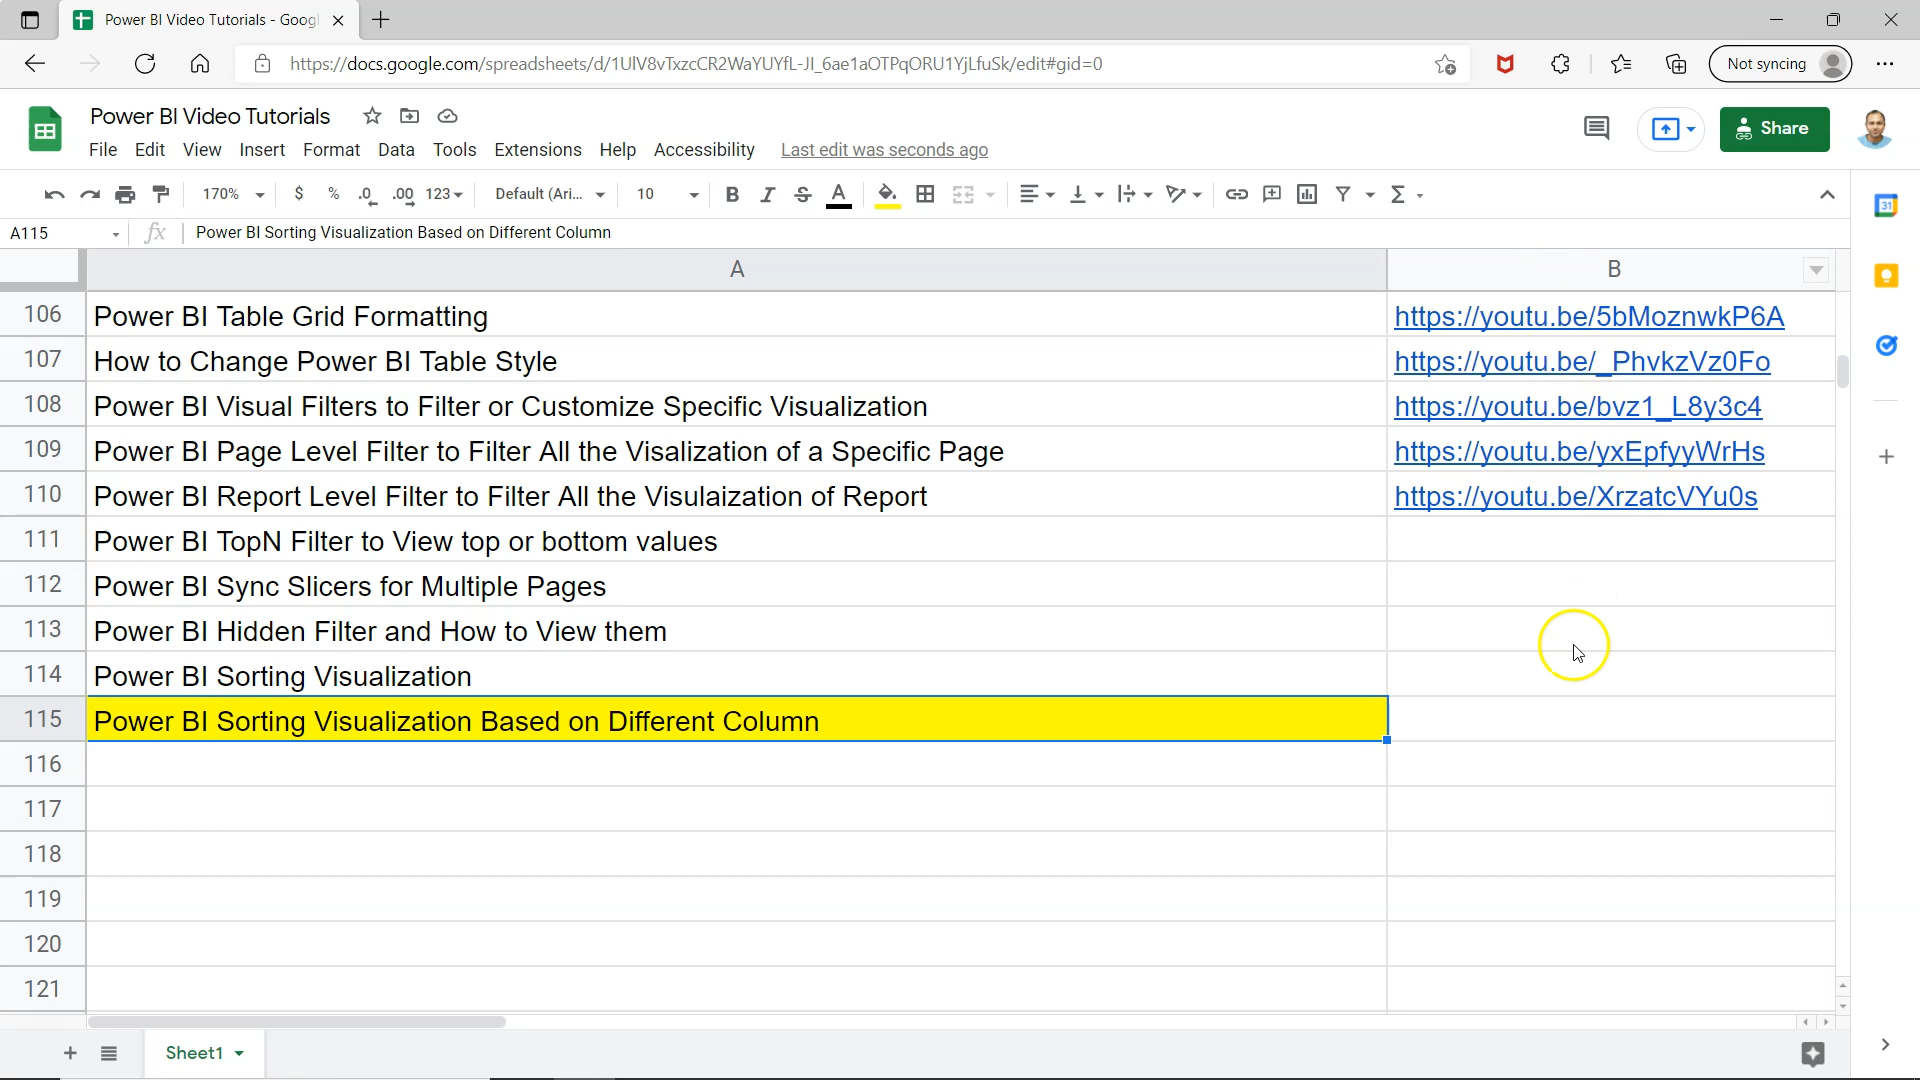 Power BI Video Tutorials - Googl
https://docs.google.com/spreadsheets/d/1UlV8vTxzcCR2WaYUYfL-JI_6ae1aOTPqORU1YjLfuSk/edit#gid=0
Not syncing
Power BI Video Tutorials
File Edit View Insert Format Data Tools Extensions Help Accessibility Last edit was seconds ago
Share
170% $ % .0 .00 123 Default (Ari... 10 B I S A
A115 fx Power BI Sorting Visualization Based on Different Column
31
A B
106 Power BI Table Grid Formatting https://youtu.be/5bMoznwkP6A
107 How to Change Power BI Table Style https://youtu.be/_PhvkzVz0Fo
108 Power BI Visual Filters to Filter or Customize Specific Visualization https://youtu.be/bvz1_L8y3c4
109 Power BI Page Level Filter to Filter All the Visalization of a Specific Page https://youtu.be/yxEpfyyWrHs
110 Power BI Report Level Filter to Filter All the Visulaization of Report https://youtu.be/XrzatcVYu0s
111 Power BI TopN Filter to View top or bottom values
112 Power BI Sync Slicers for Multiple Pages
113 Power BI Hidden Filter and How to View them
114 Power BI Sorting Visualization
115 Power BI Sorting Visualization Based on Different Column
116
117
118
119
120
121
Sheet1